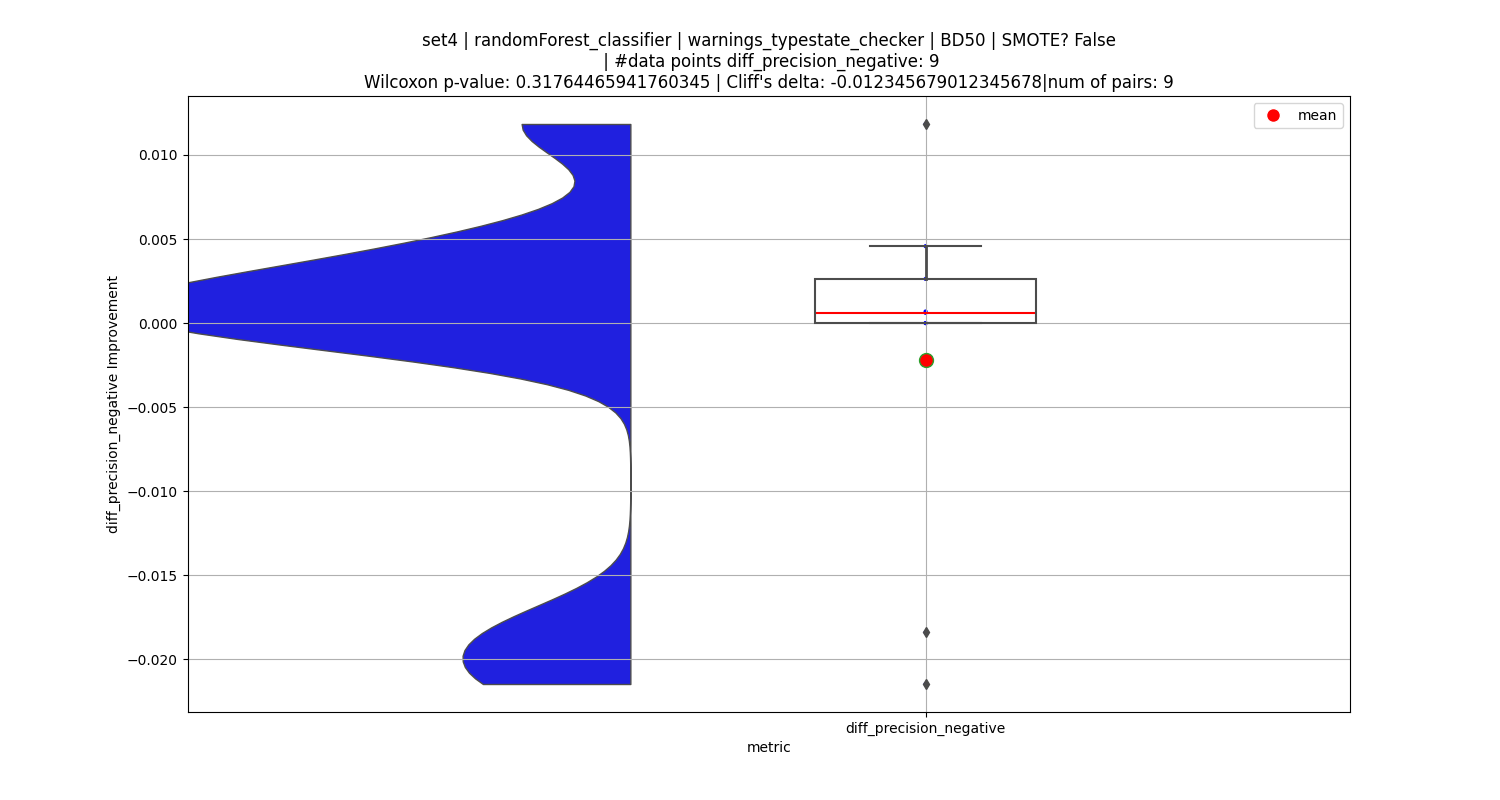 set4 | randomForest_classifier | warnings_typestate_checker | BD50 | SMOTE? False
| #data points diff_precision_negative: 9
Wilcoxon p-value: 0.31764465941760345 | Cliff's delta: -0.012345679012345678|num of pairs: 9
mean
0.010
0.005
0.000
−0.005
−0.010
−0.015
−0.020
diff_precision_negative Improvement
diff_precision_negative
metric